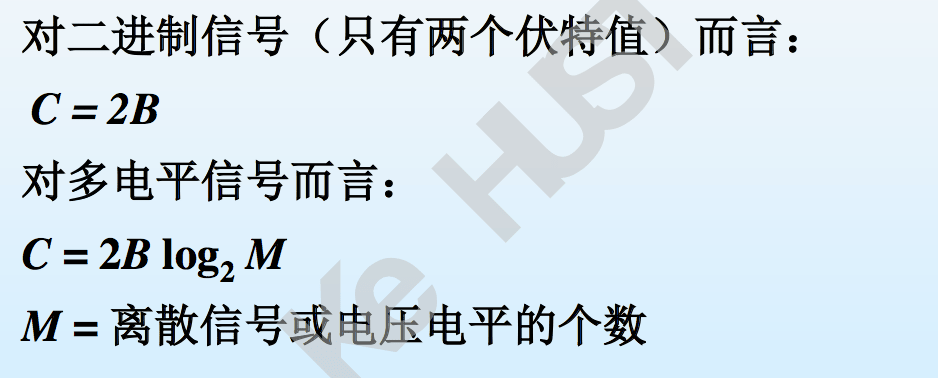 对二进制信号（只有两个伏特值）而言：
C = 2B
对多电平信号而言：
C = 2B log₂ M
M = 离散信号或电压电平的个数
Ke HUST